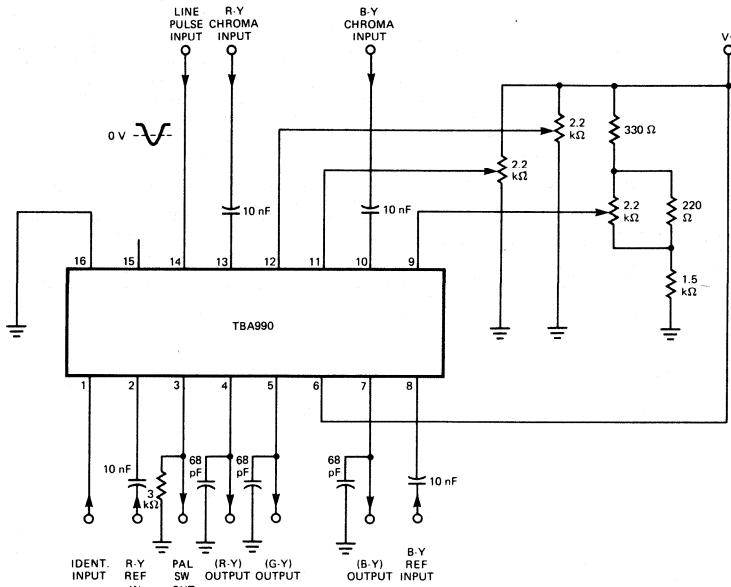 LINE
PULSE
INPUT
R-Y
CHROMA
INPUT
B-Y
CHROMA
INPUT
0 V
2.2
kΩ
330 Ω
2.2
kΩ
10 nF
10 nF
2.2
kΩ
220
Ω
16
15
14
13
12
11
10
9
1.5
kΩ
TBA990
1
2
3
4
5
6
7
8
10 nF
3
kΩ
68
pF
68
pF
68
pF
10 nF
IDENT.
INPUT
R-Y
REF
PAL
SW
(R-Y)
OUTPUT
(G-Y)
OUTPUT
(B-Y)
OUTPUT
B-Y
REF
INPUT